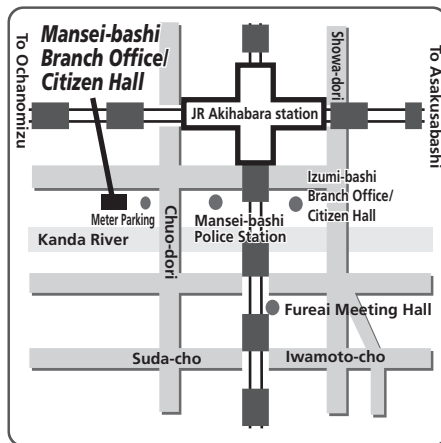 Mansei-bashi
Branch Office/
Citizen Hall
To Ochanomizu
JR Akihabara station
Showa-dori
To Asakusabashi
Izumi-bashi
Branch Office/
Citizen Hall
Meter Parking
Chuo-dori
Mansei-bashi
Police Station
Kanda River
Fureai Meeting Hall
Suda-cho
Iwamoto-cho